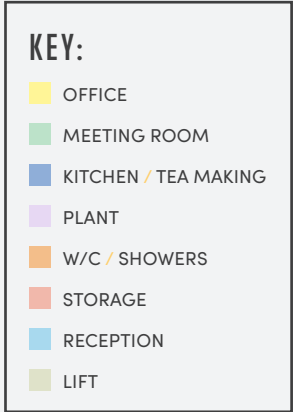 KEY:
OFFICE
MEETING ROOM
KITCHEN / TEA MAKING
PLANT
W/C / SHOWERS
STORAGE
RECEPTION
LIFT